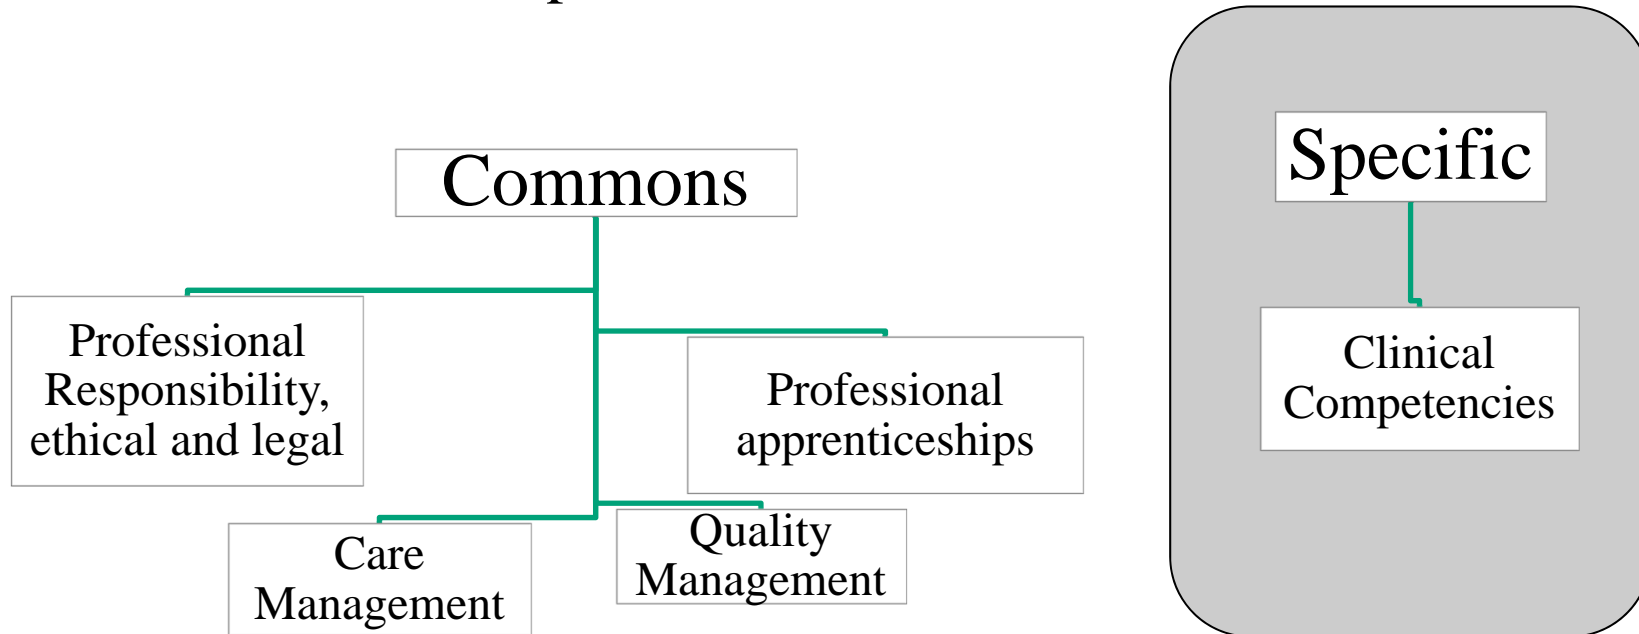 Commons
Specific
Professional
Responsibility,
ethical and legal
Professional
apprenticeships
Clinical
Competencies
Care
Management
Quality
Management